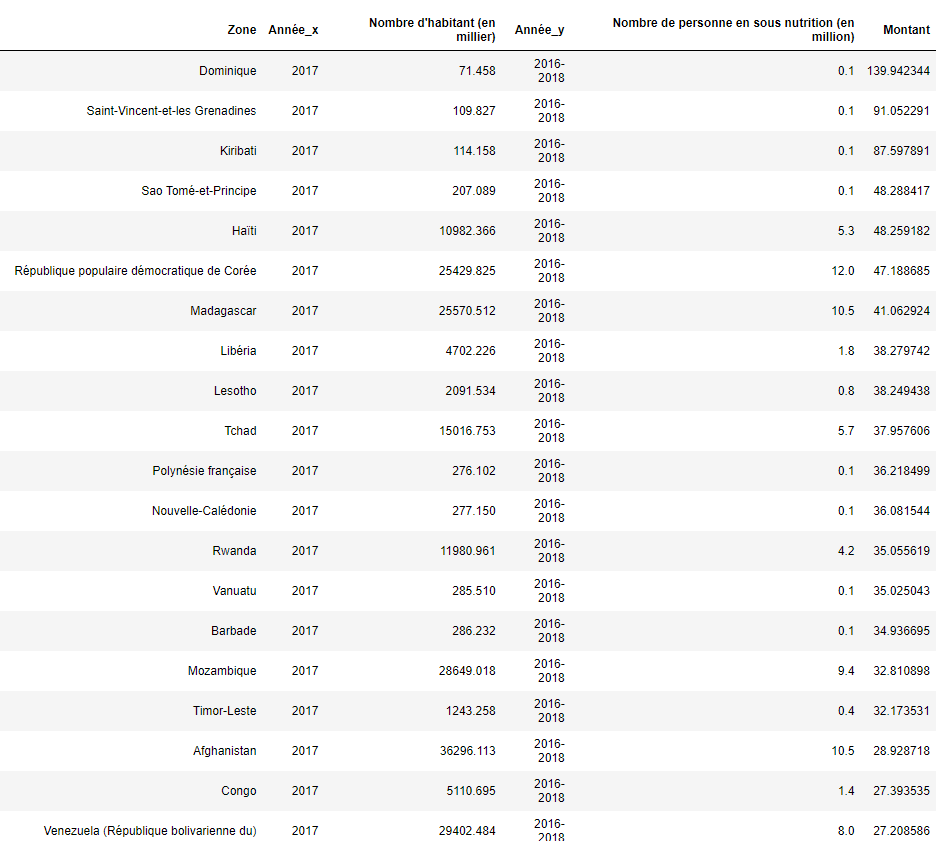 Zone Année_x Nombre d'habitant (en millier) Année_y Nombre de personne en sous nutrition (en million) Montant
Dominique 2017 71.458 2016-2018 0.1 139.942344
Saint-Vincent-et-les Grenadines 2017 109.827 2016-2018 0.1 91.052291
Kiribati 2017 114.158 2016-2018 0.1 87.597891
Sao Tomé-et-Principe 2017 207.089 2016-2018 0.1 48.288417
Haïti 2017 10982.366 2016-2018 5.3 48.259182
République populaire démocratique de Corée 2017 25429.825 2016-2018 12.0 47.188685
Madagascar 2017 25570.512 2016-2018 10.5 41.062924
Libéria 2017 4702.226 2016-2018 1.8 38.279742
Lesotho 2017 2091.534 2016-2018 0.8 38.249438
Tchad 2017 15016.753 2016-2018 5.7 37.957606
Polynésie française 2017 276.102 2016-2018 0.1 36.218499
Nouvelle-Calédonie 2017 277.150 2016-2018 0.1 36.081544
Rwanda 2017 11980.961 2016-2018 4.2 35.055619
Vanuatu 2017 285.510 2016-2018 0.1 35.025043
Barbade 2017 286.232 2016-2018 0.1 34.936695
Mozambique 2017 28649.018 2016-2018 9.4 32.810898
Timor-Leste 2017 1243.258 2016-2018 0.4 32.173531
Afghanistan 2017 36296.113 2016-2018 10.5 28.928718
Congo 2017 5110.695 2016-2018 1.4 27.393535
Venezuela (République bolivarienne du) 2017 29402.484 2016-2018 8.0 27.208586